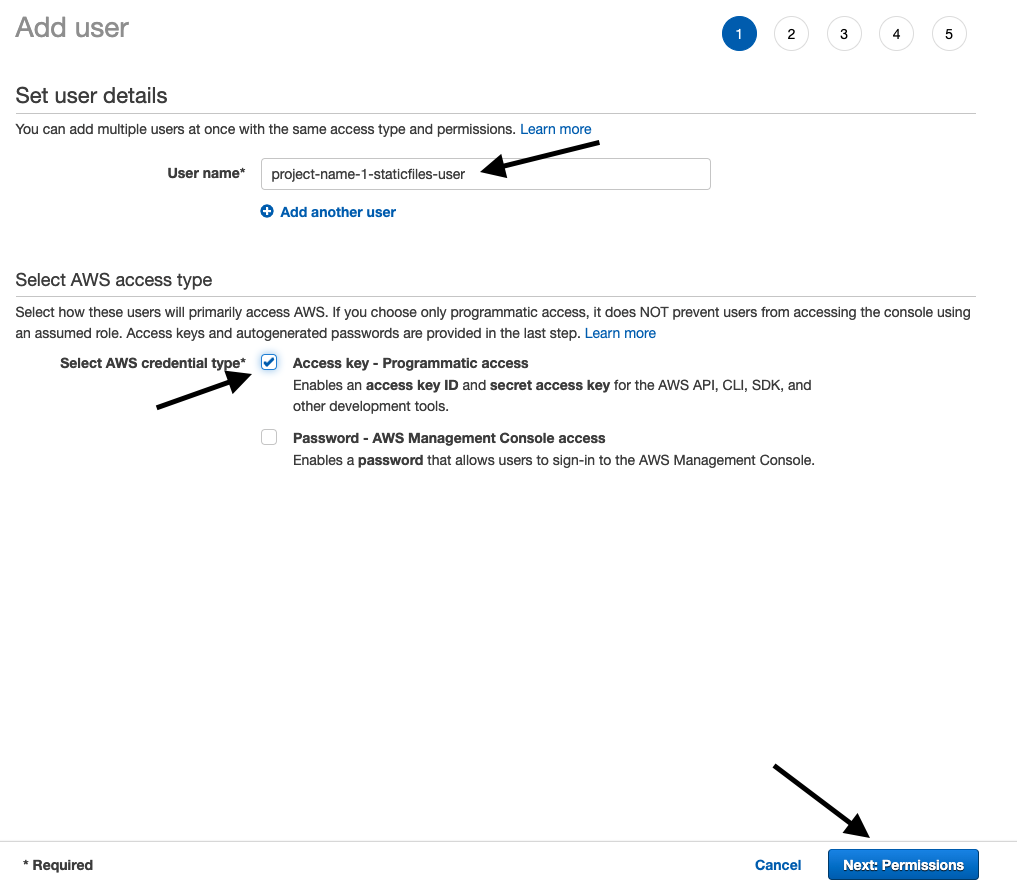 Add user
1 2 3 4 5
Set user details
You can add multiple users at once with the same access type and permissions. Learn more
User name* project-name-1-staticfiles-user
Add another user
Select AWS access type
Select how these users will primarily access AWS. If you choose only programmatic access, it does NOT prevent users from accessing the console using
an assumed role. Access keys and autogenerated passwords are provided in the last step. Learn more
Select AWS credential type* Access key - Programmatic access
Enables an access key ID and secret access key for the AWS API, CLI, SDK, and
other development tools.
Password - AWS Management Console access
Enables a password that allows users to sign-in to the AWS Management Console.
* Required Cancel Next: Permissions